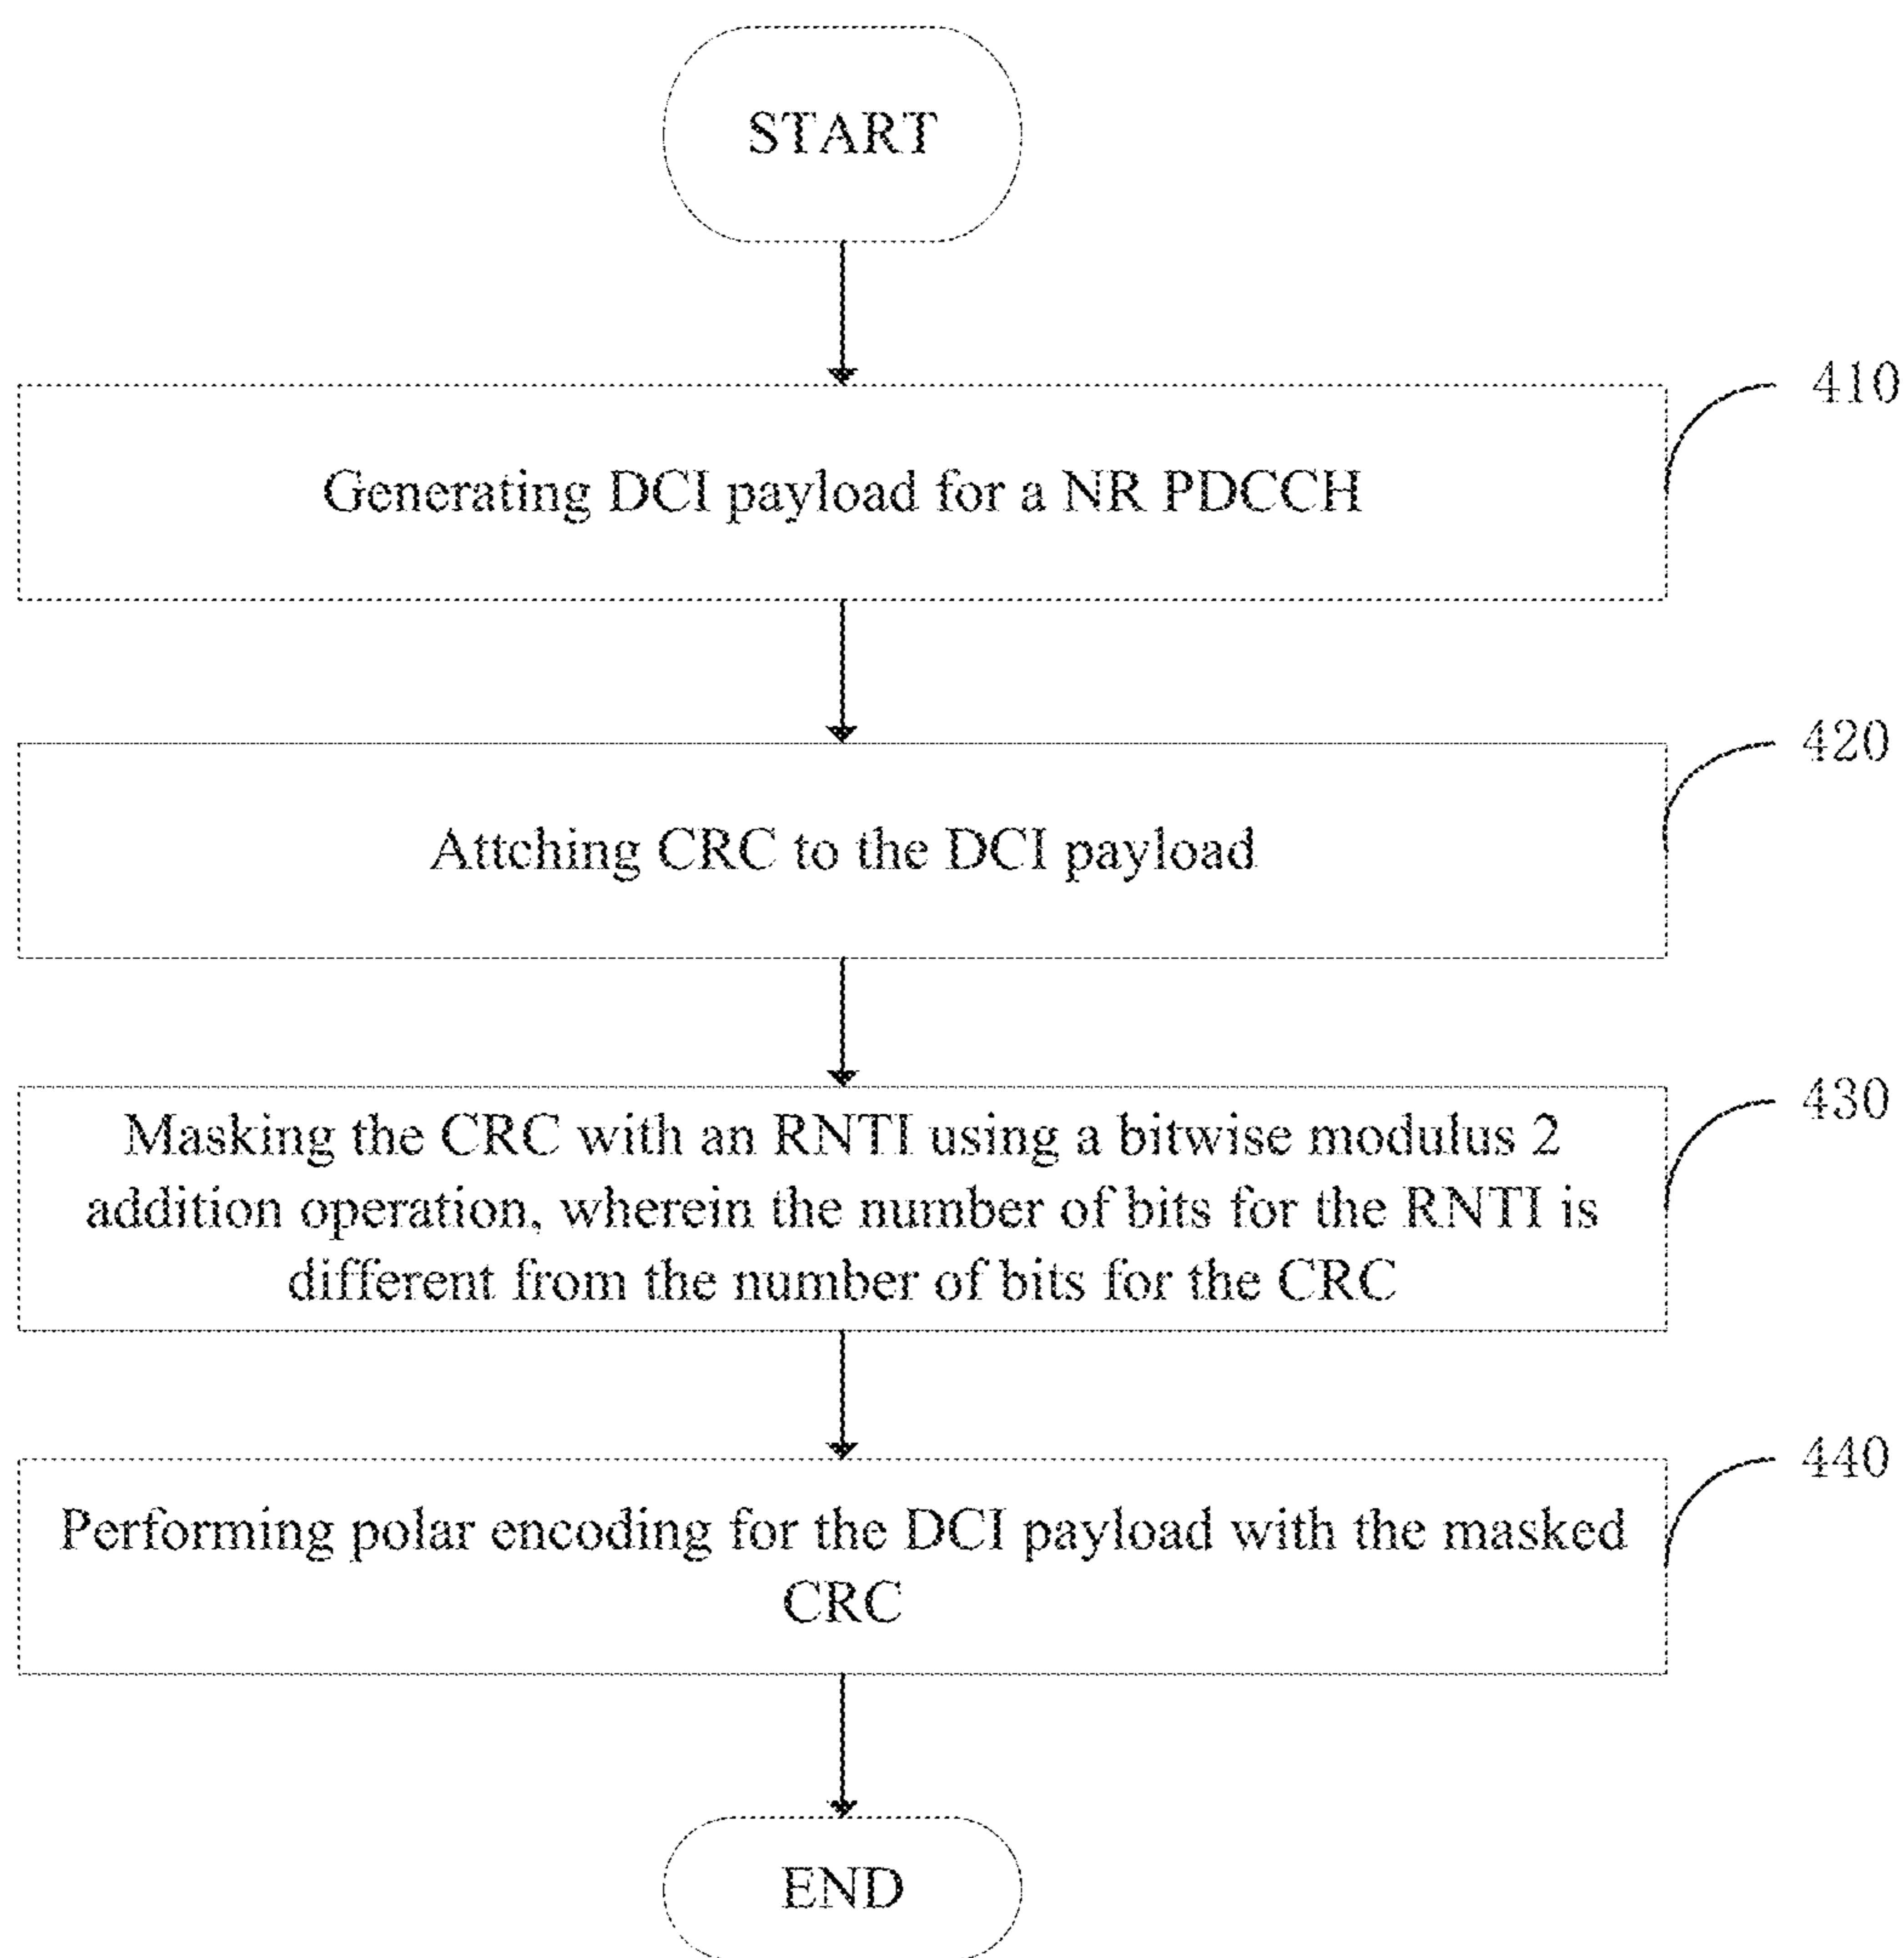 START
410
Generating DCI payload for a NR PDCCH
420
Attching CRC to the DCI payload
430
Masking the CRC with an RNTI using a bitwise modulus 2
addition operation, wherein the number of bits for the RNTI is
different from the number of bits for the CRC
440
Performing polar encoding for the DCI payload with the masked
CRC
END